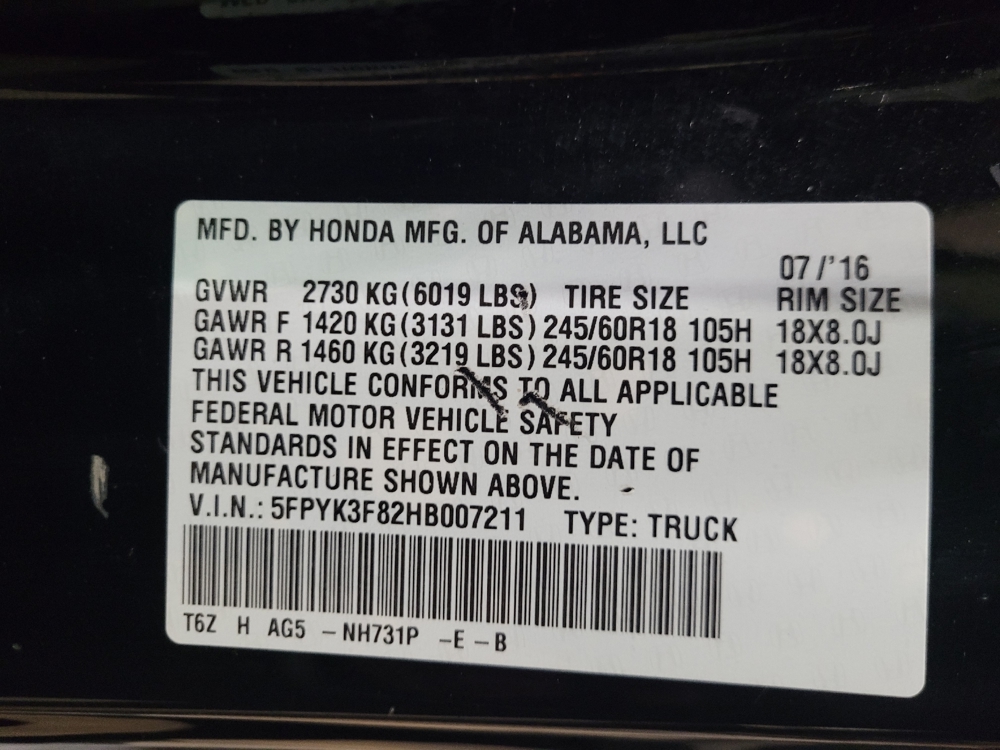 MFD. BY HONDA MFG. OF ALABAMA, LLC
07/'16
GVWR 2730 KG(6019 LBS) TIRE SIZE RIM SIZE
GAWR F 1420 KG(3131 LBS) 245/60R18 105H 18X8.0J
GAWR R 1460 KG(3219 LBS) 245/60R18 105H 18X8.0J
THIS VEHICLE CONFORMS TO ALL APPLICABLE
FEDERAL MOTOR VEHICLE SAFETY
STANDARDS IN EFFECT ON THE DATE OF
MANUFACTURE SHOWN ABOVE.
V.I.N.: 5FPYK3F82HB007211 TYPE: TRUCK
T6Z H AG5 -NH731P -E -B